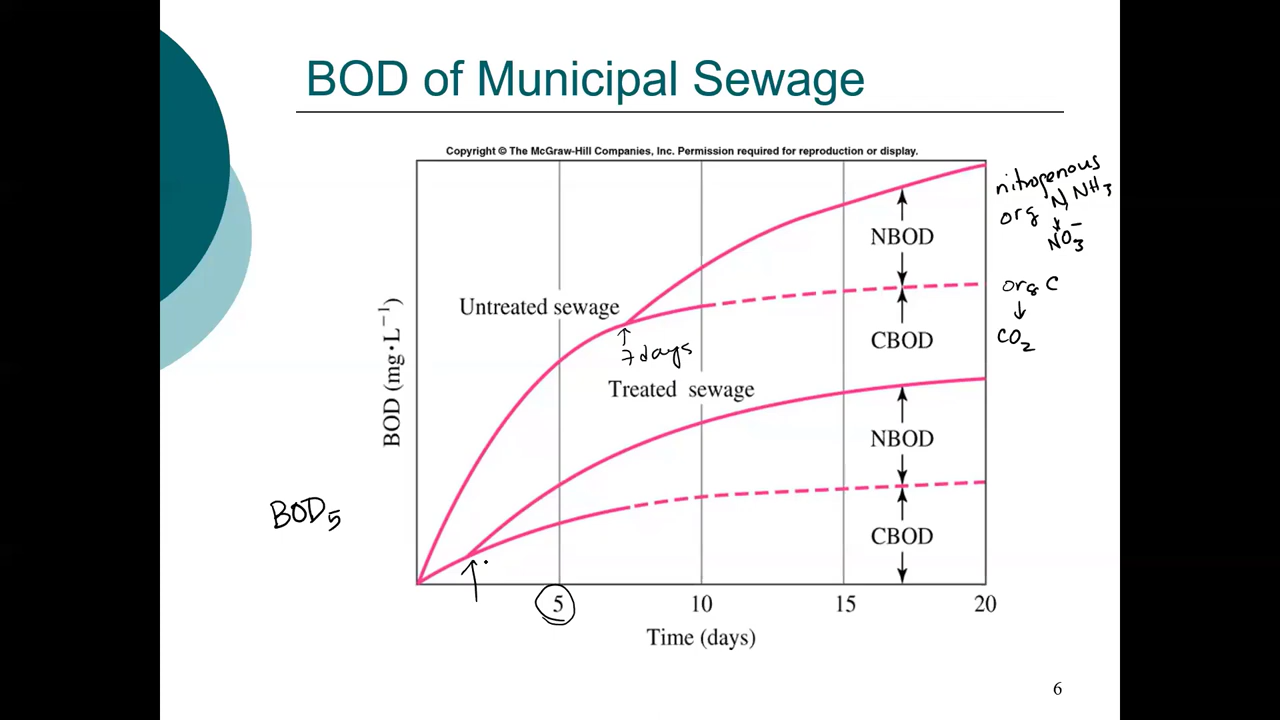 BOD of Municipal Sewage
Copyright © The McGraw-Hill Companies, Inc. Permission required for reproduction or display.
nitrogenous
org N, NH3
↓
NO3−
NBOD
org C
↓
CO2
Untreated sewage
CBOD
↑
7 days
Treated sewage
BOD (mg·L−1)
NBOD
BOD5
CBOD
↑
5
10
15
20
Time (days)
6